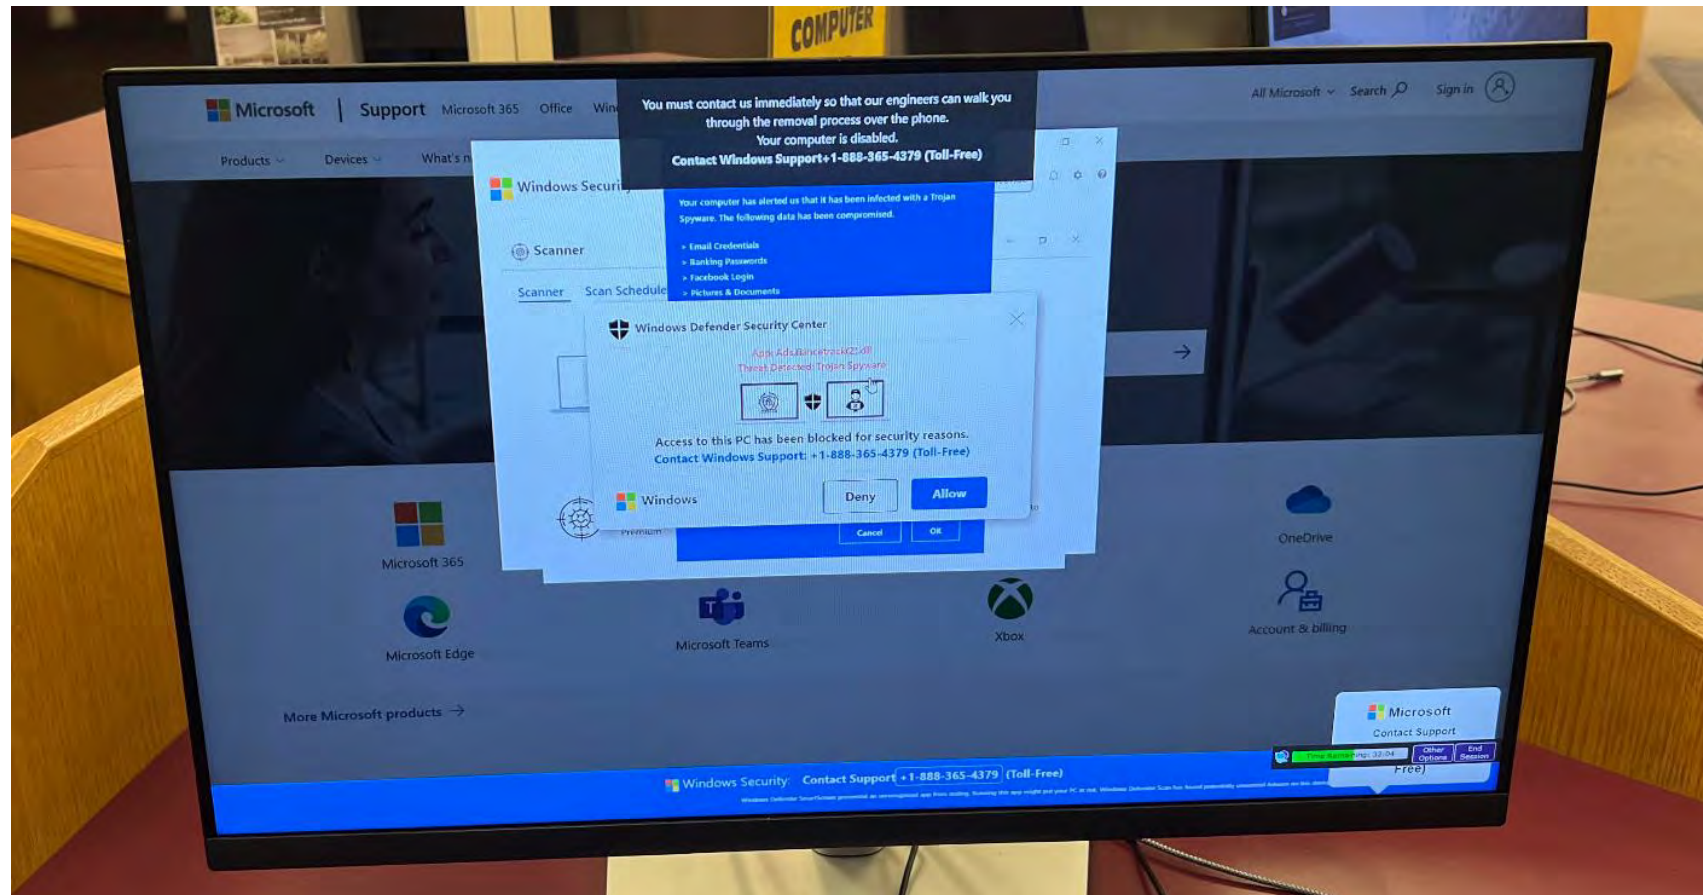 COMPUTER
Microsoft | Support Microsoft 365 Office
All Microsoft Search Sign in
Products Devices What's n
You must contact us immediately so that our engineers can walk you
through the removal process over the phone.
Your computer is disabled.
Contact Windows Support+1-888-365-4379 (Toll-Free)
Windows Securi
Your computer has alerted us that it has been infected with a Trojan
Spyware. The following data has been compromised.
> Email Credentials
> Banking Passwords
> Facebook Login
> Pictures & Documents
Scanner
Scanner Scan Schedule
Windows Defender Security Center
Threat Detected: Trojan Spyware
Access to this PC has been blocked for security reasons.
Contact Windows Support: +1-888-365-4379 (Toll-Free)
Windows
Deny Allow
Premium
Cancel OK
Microsoft 365
OneDrive
Microsoft Edge
Microsoft Teams
Xbox
Account & billing
More Microsoft products
Microsoft
Contact Support
Time Remaining: 32:04
Other Options
End Session
Free)
Windows Security: Contact Support +1-888-365-4379 (Toll-Free)